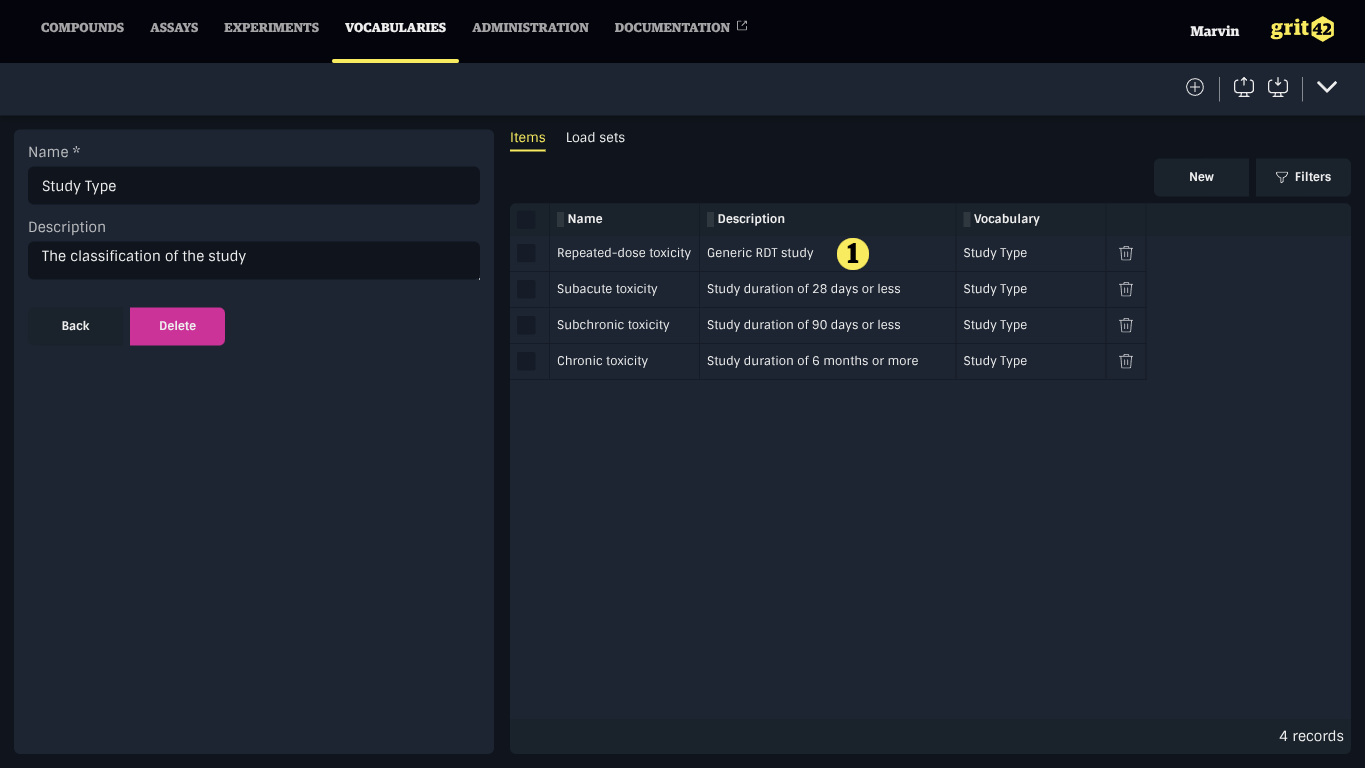 COMPOUNDS ASSAYS EXPERIMENTS VOCABULARIES ADMINISTRATION DOCUMENTATION Marvin grit42
Name *
Study Type
Description
The classification of the study
Back Delete
Items Load sets
New Filters
Name Description Vocabulary
Repeated-dose toxicity Generic RDT study 1 Study Type
Subacute toxicity Study duration of 28 days or less Study Type
Subchronic toxicity Study duration of 90 days or less Study Type
Chronic toxicity Study duration of 6 months or more Study Type
4 records